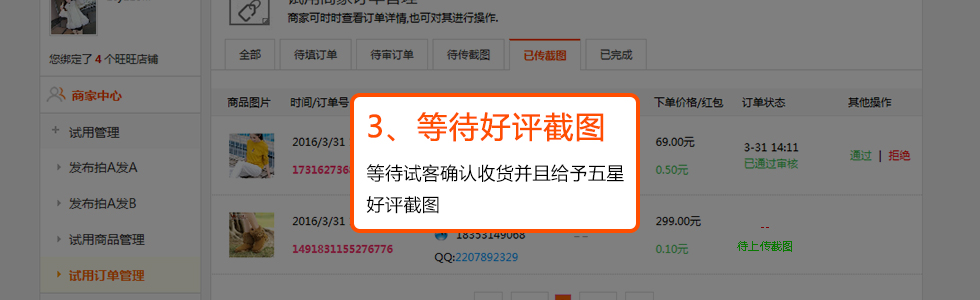 试用商家订单管理
商家可时时查看订单详情,也可对其进行操作.
您绑定了 4 个旺旺店铺
全部
待填订单
待审订单
待传截图
已传截图
已完成
商家中心
试用管理
发布拍A发A
发布拍A发B
试用商品管理
试用订单管理
商品图片
时间/订单号
下单价格/红包
订单状态
其他操作
3、等待好评截图
等待试客确认收货并且给予五星
好评截图
2016/3/31
1731627368
69.00元
0.50元
3-31 14:11
已通过审核
通过 | 拒绝
2016/3/31
1491831155276776
18353149068
QQ:2207892329
299.00元
0.10元
--
--
待上传截图